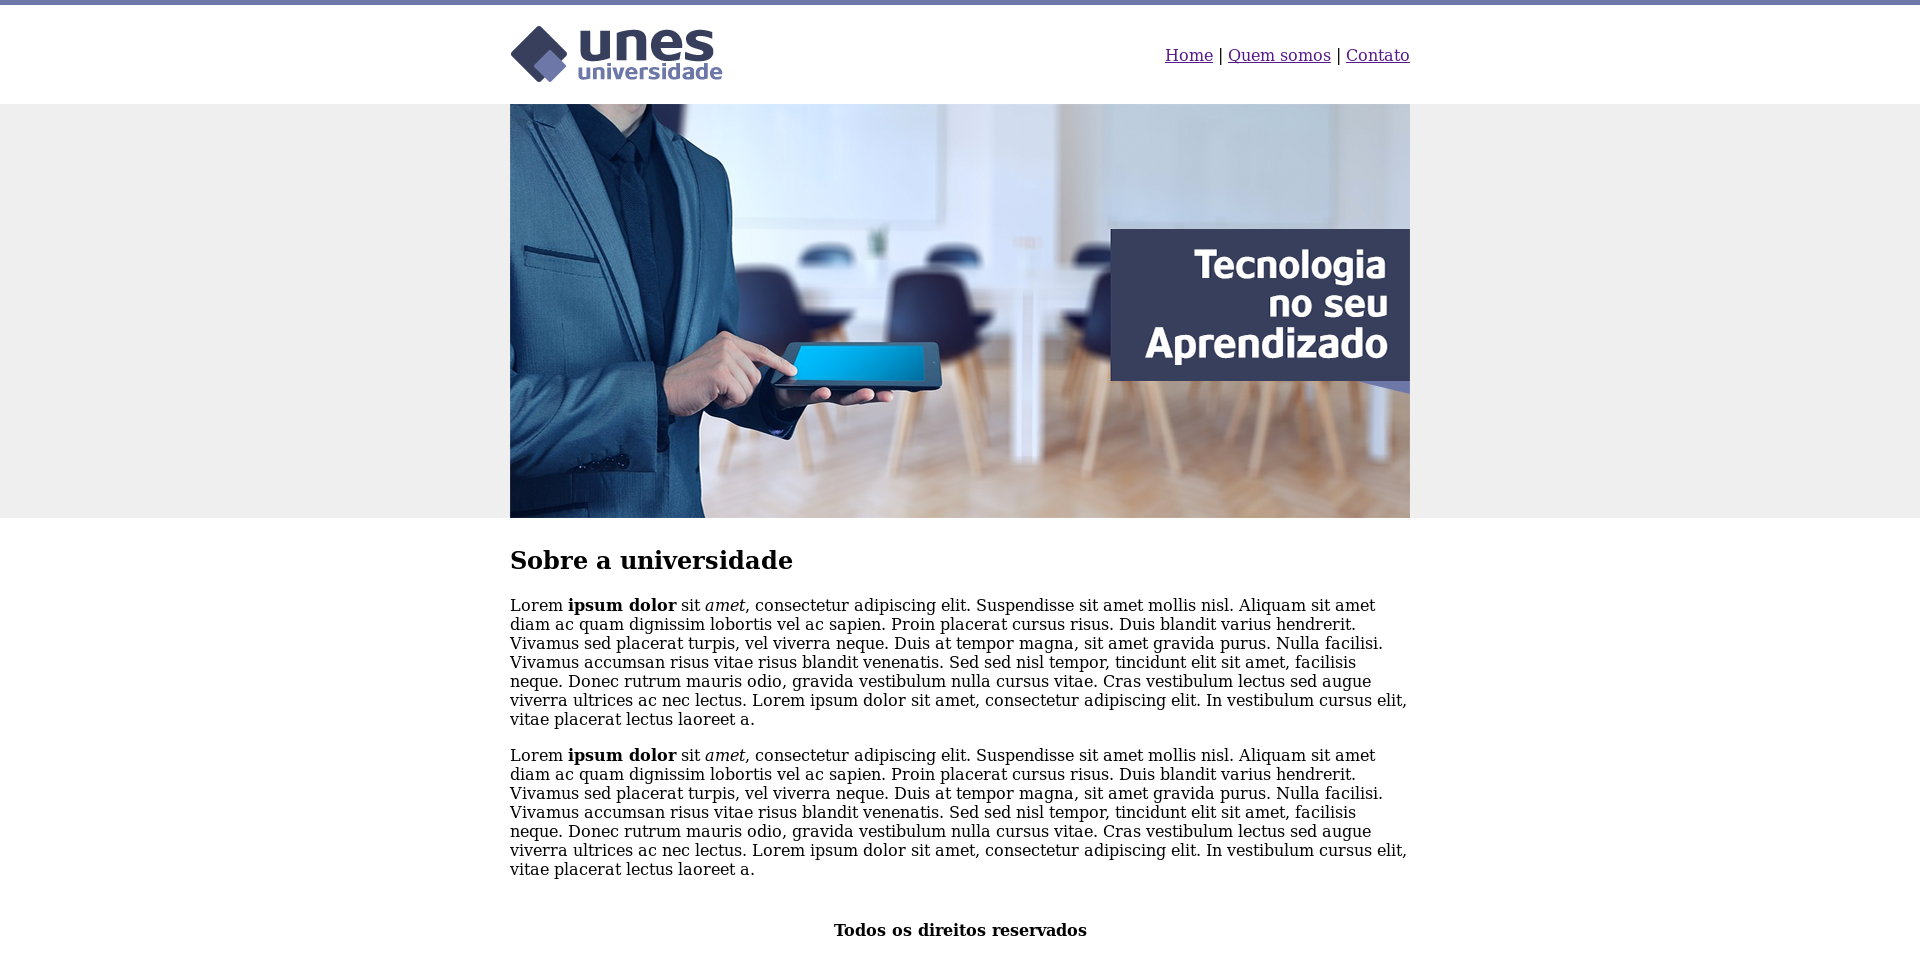 unes
universidade
Home | Quem somos | Contato
Tecnologia
no seu
Aprendizado
Sobre a universidade
Lorem ipsum dolor sit amet, consectetur adipiscing elit. Suspendisse sit amet mollis nisl. Aliquam sit amet
diam ac quam dignissim lobortis vel ac sapien. Proin placerat cursus risus. Duis blandit varius hendrerit.
Vivamus sed placerat turpis, vel viverra neque. Duis at tempor magna, sit amet gravida purus. Nulla facilisi.
Vivamus accumsan risus vitae risus blandit venenatis. Sed sed nisl tempor, tincidunt elit sit amet, facilisis
neque. Donec rutrum mauris odio, gravida vestibulum nulla cursus vitae. Cras vestibulum lectus sed augue
viverra ultrices ac nec lectus. Lorem ipsum dolor sit amet, consectetur adipiscing elit. In vestibulum cursus elit,
vitae placerat lectus laoreet a.
Lorem ipsum dolor sit amet, consectetur adipiscing elit. Suspendisse sit amet mollis nisl. Aliquam sit amet
diam ac quam dignissim lobortis vel ac sapien. Proin placerat cursus risus. Duis blandit varius hendrerit.
Vivamus sed placerat turpis, vel viverra neque. Duis at tempor magna, sit amet gravida purus. Nulla facilisi.
Vivamus accumsan risus vitae risus blandit venenatis. Sed sed nisl tempor, tincidunt elit sit amet, facilisis
neque. Donec rutrum mauris odio, gravida vestibulum nulla cursus vitae. Cras vestibulum lectus sed augue
viverra ultrices ac nec lectus. Lorem ipsum dolor sit amet, consectetur adipiscing elit. In vestibulum cursus elit,
vitae placerat lectus laoreet a.
Todos os direitos reservados